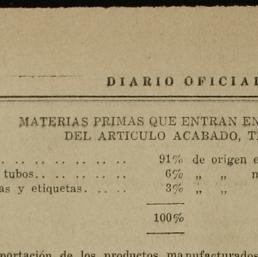 DIARIO OFICIAL
MATERIAS PRIMAS QUE ENTRAN EN
DEL ARTICULO ACABADO,
.. .. .. .. .. .. .. 91% de origen
tubos.. .. .. .. .. .. 6% „ „
as y etiquetas. .. .. .. 3% „ „
100%
portación de los productos manufacturados